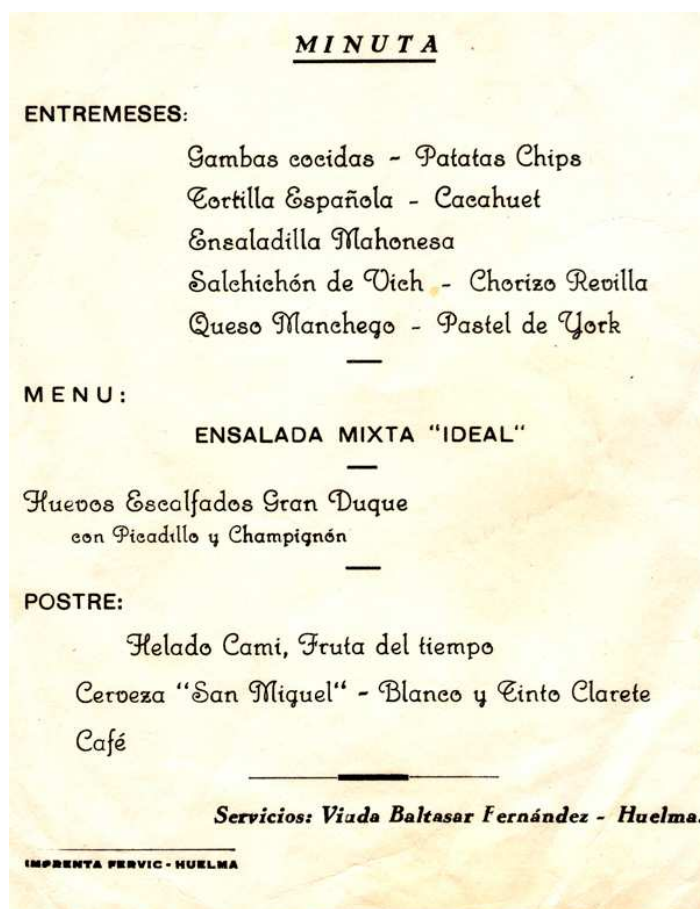 MINUTA
ENTREMESES:
Gambas cocidas - Patatas Chips
Tortilla Española - Cacahuet
Ensaladilla Mahonesa
Salchichón de Vich - Chorizo Revilla
Queso Manchego - Pastel de York
MENU:
ENSALADA MIXTA "IDEAL"
Huevos Escalfados Gran Duque
con Picadillo y Champignón
POSTRE:
Helado Cami, Fruta del tiempo
Cerveza "San Miguel" - Blanco y Tinto Clarete
Café
Servicios: Viuda Baltasar Fernández - Huelma.
IMPRENTA FERVIC - HUELMA